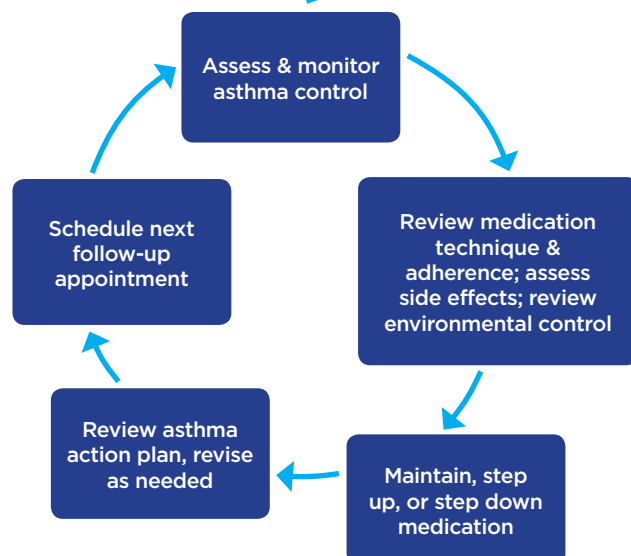 Assess & monitor
asthma control
Review medication
technique &
adherence; assess
side effects; review
environmental control
Maintain, step
up, or step down
medication
Review asthma
action plan, revise
as needed
Schedule next
follow-up
appointment